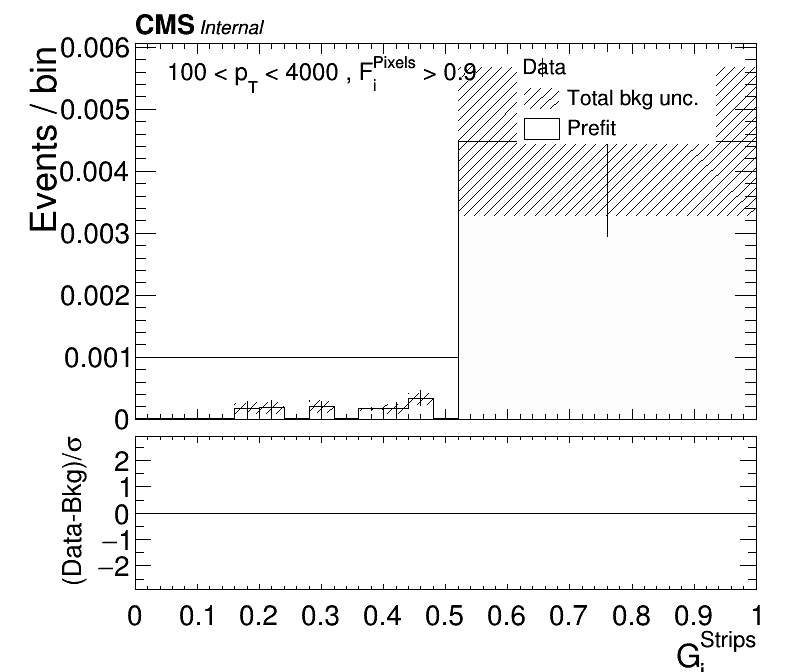 CMS Internal
100 < p_T < 4000 , F_i^Pixels > 0.9
Data
Total bkg unc.
Prefit
Events / bin
0.006
0.005
0.004
0.003
0.002
0.001
0
(Data-Bkg)/σ
2
1
0
−1
−2
0 0.1 0.2 0.3 0.4 0.5 0.6 0.7 0.8 0.9 1
G_i^Strips